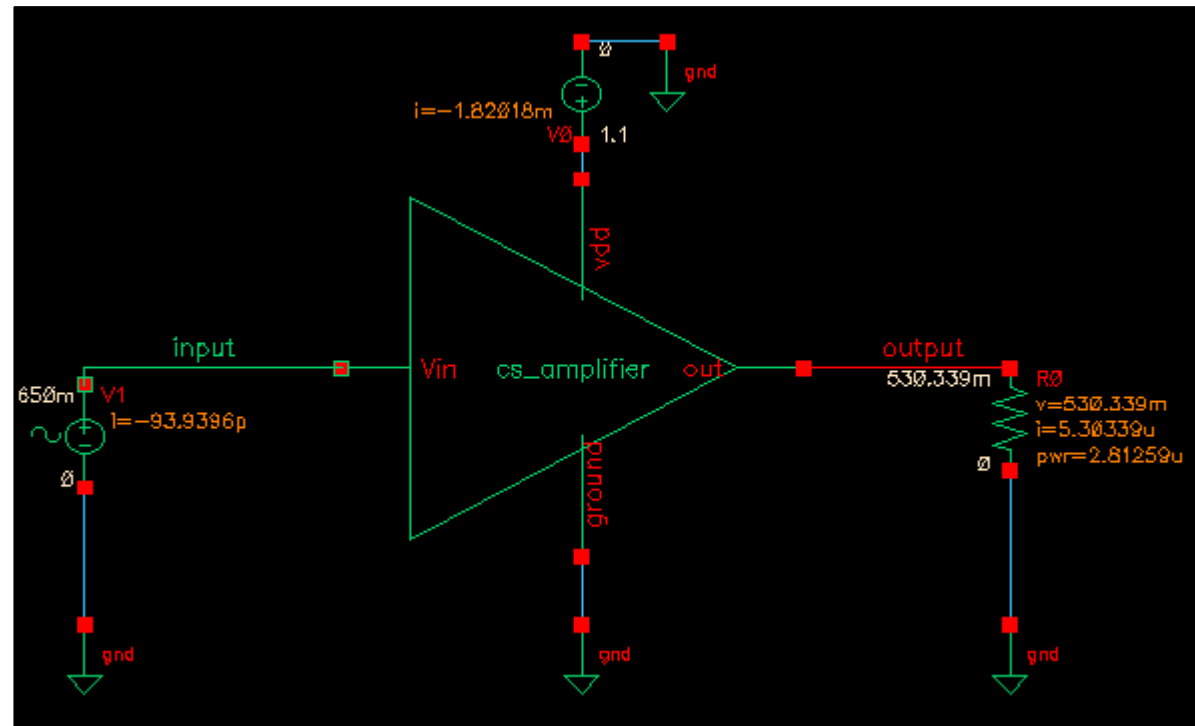 0
gnd
i=-1.82018m
V0
1.1
vdd
input
Vin
cs_amplifier
out
output
650m
V1
i=-93.9396p
0
530.339m
R0
v=530.339m
i=5.30339u
pwr=2.81259u
0
ground
gnd
gnd
gnd